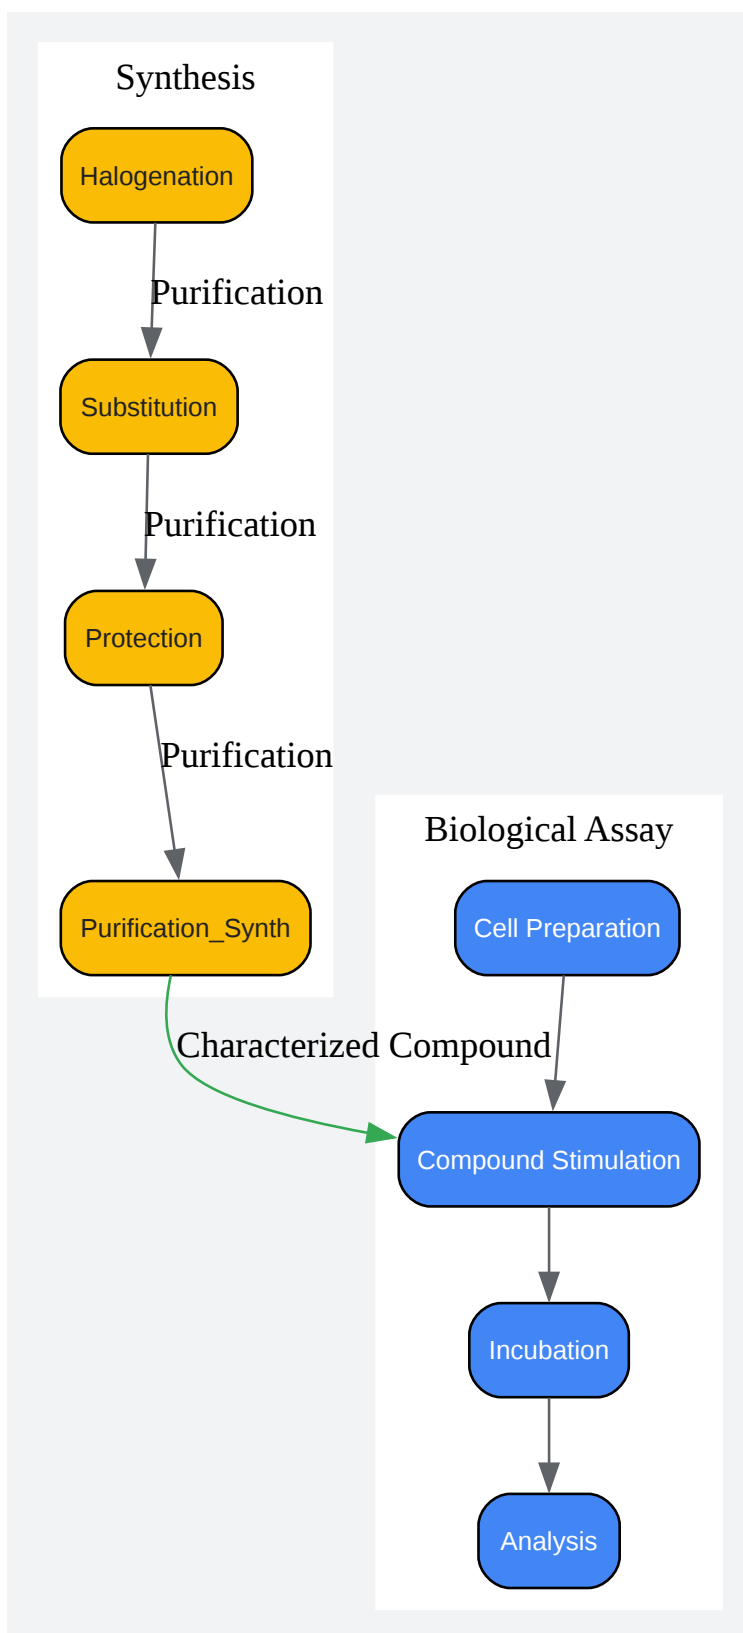 Synthesis
Halogenation
Purification
Substitution
Purification
Protection
Purification
Purification_Synth
Biological Assay
Cell Preparation
Characterized Compound
Compound Stimulation
Incubation
Analysis